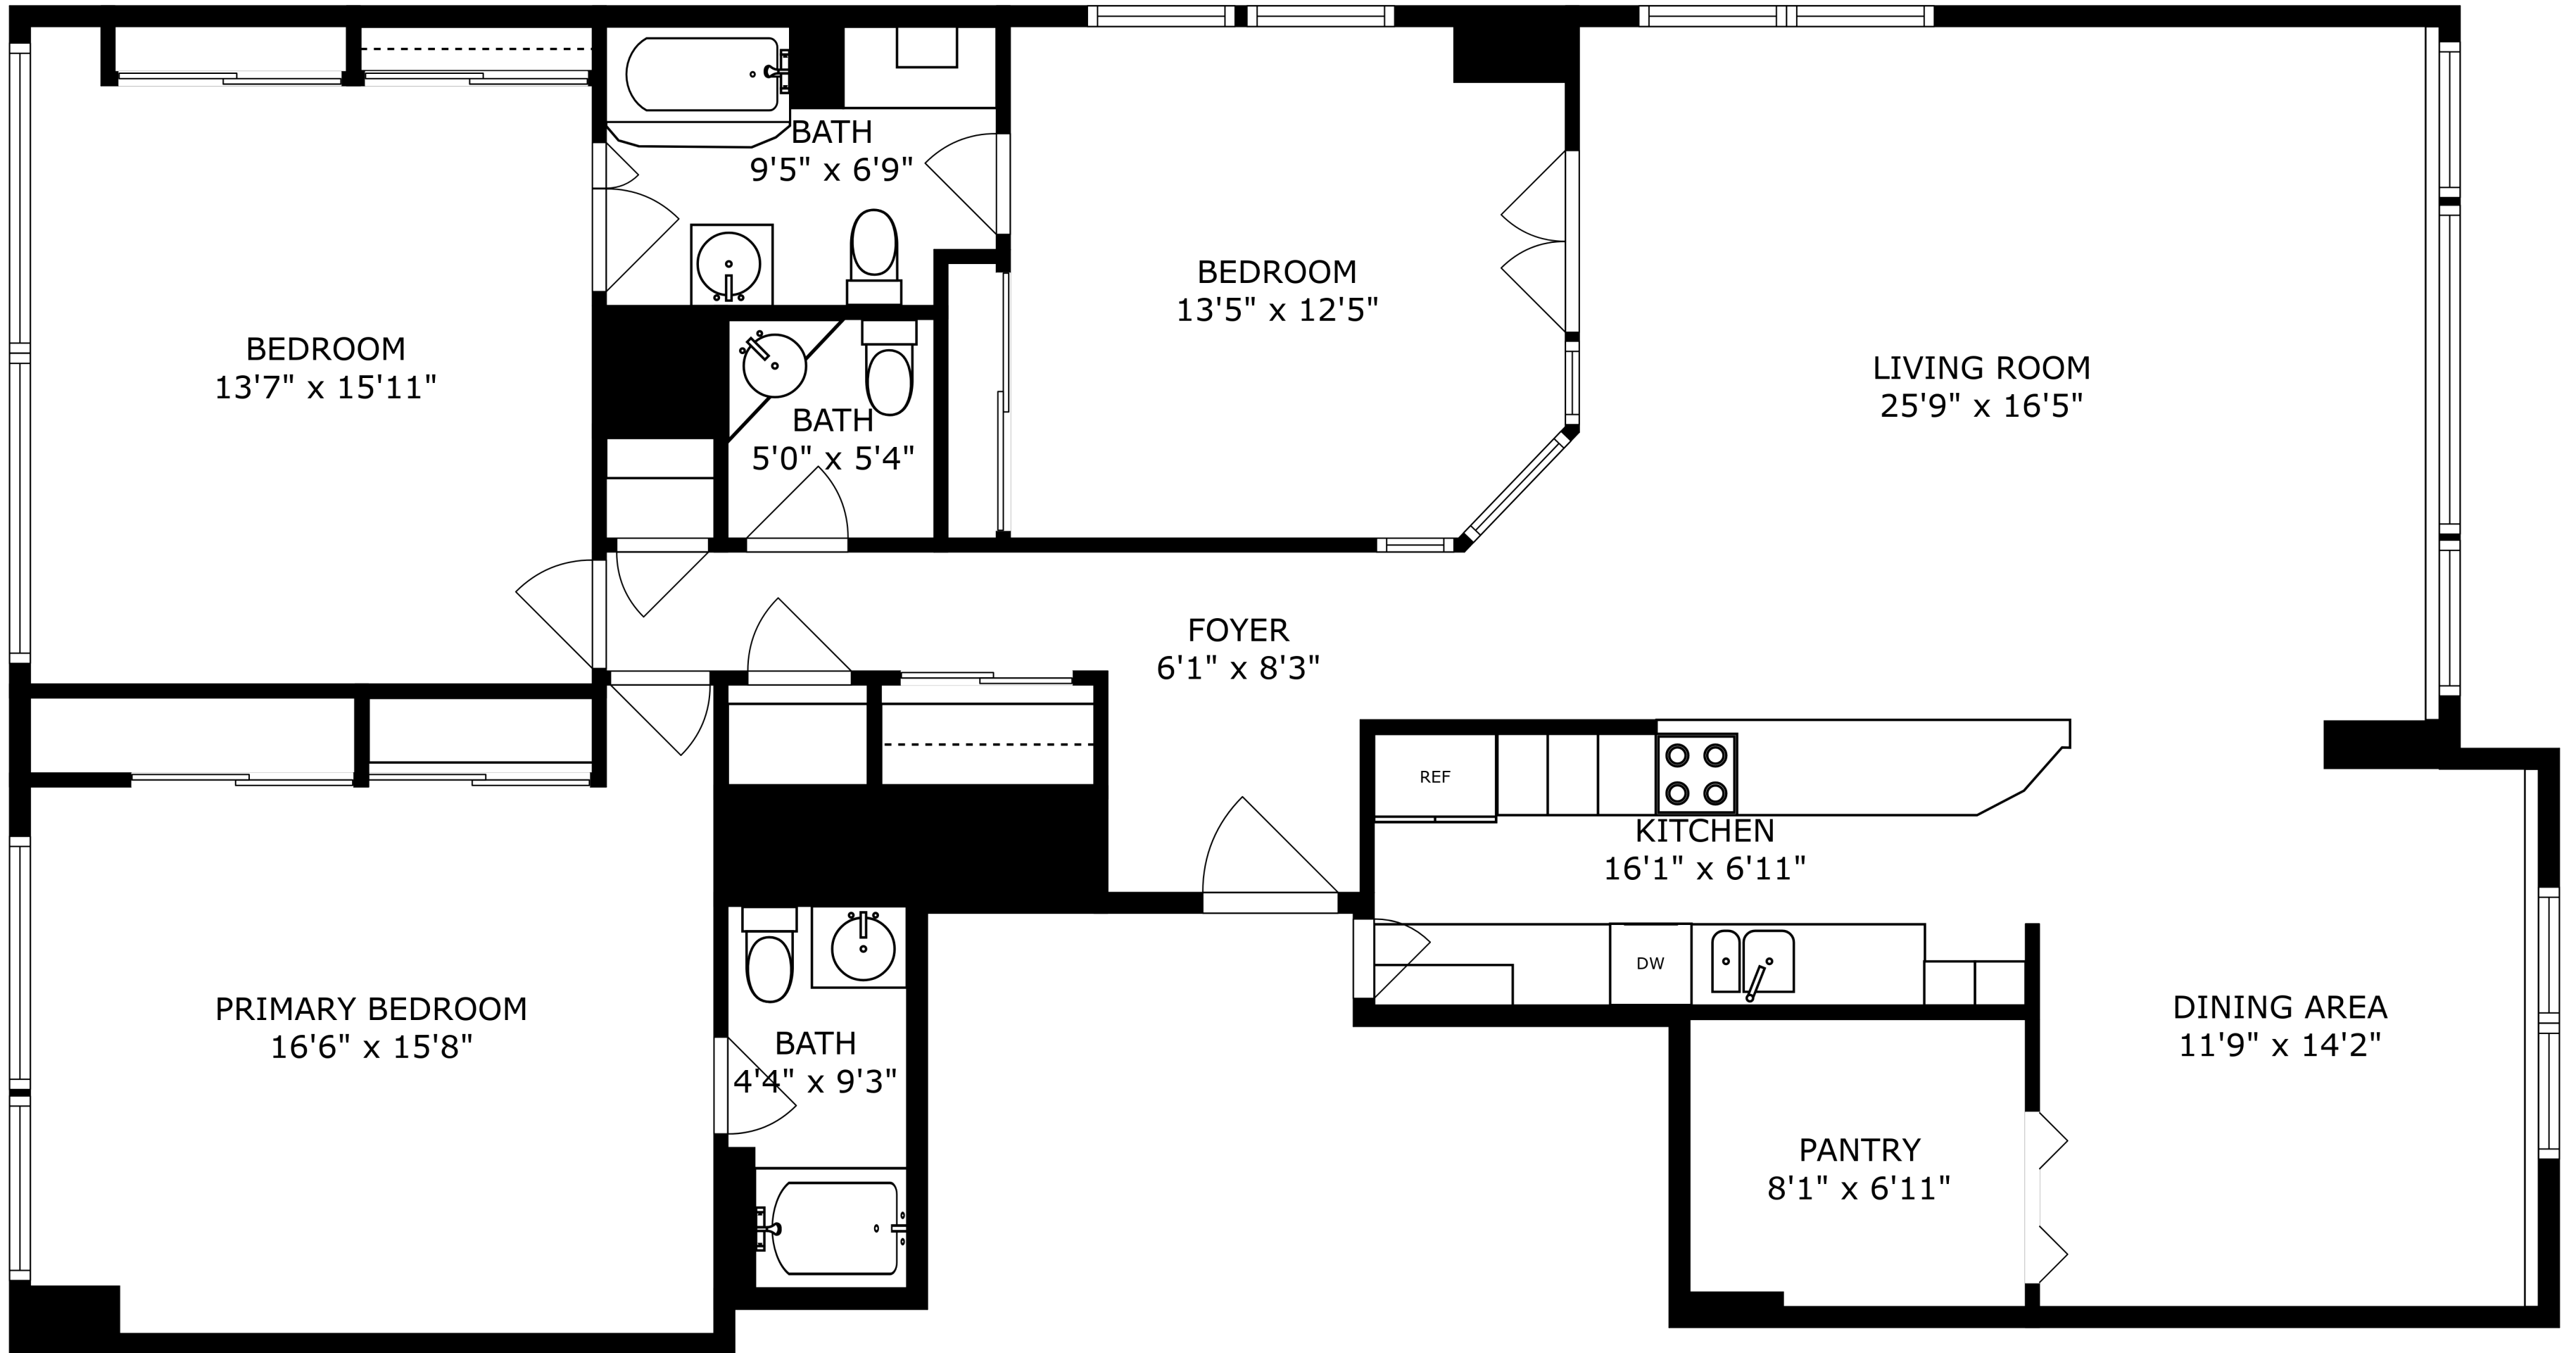 BATH
9'5" x 6'9"
BEDROOM
13'5" x 12'5"
BEDROOM
13'7" x 15'11"
LIVING ROOM
25'9" x 16'5"
BATH
5'0" x 5'4"
FOYER
6'1" x 8'3"
REF
KITCHEN
16'1" x 6'11"
DW
PRIMARY BEDROOM
16'6" x 15'8"
BATH
4'4" x 9'3"
DINING AREA
11'9" x 14'2"
PANTRY
8'1" x 6'11"